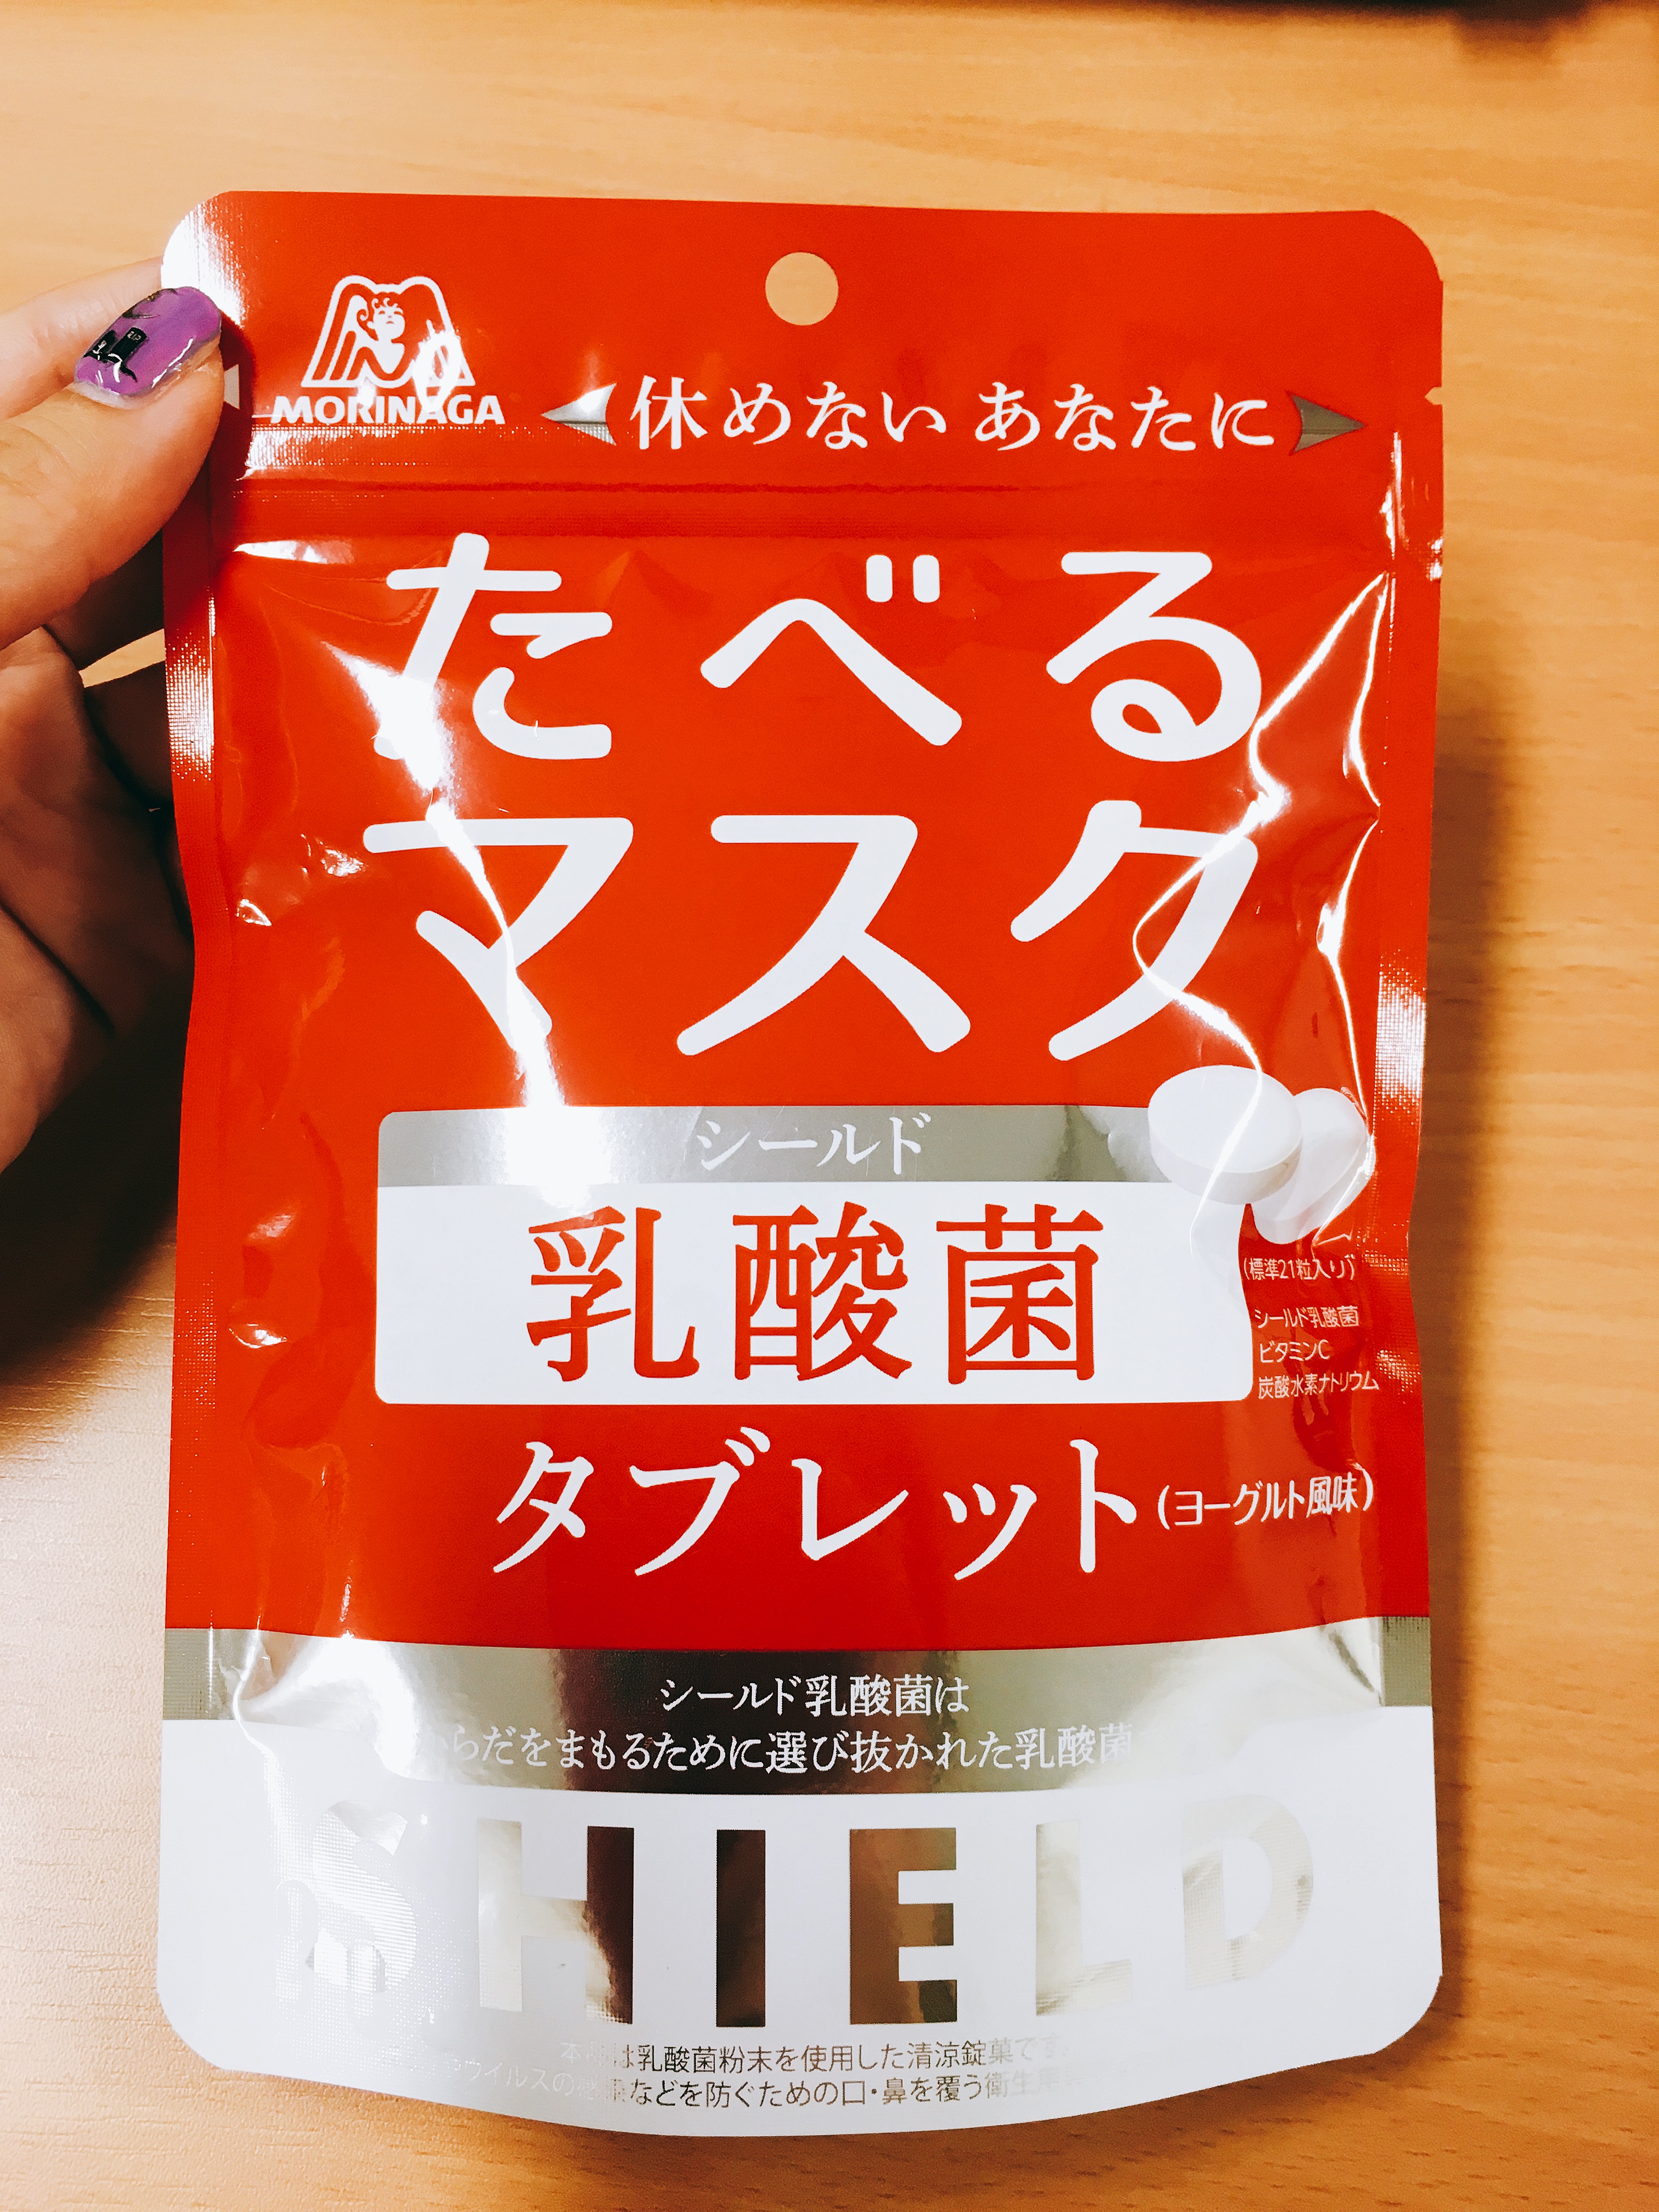 MORINAGA
休めない あなたに
たべる
マスク
シールド
乳酸菌
(標準21粒入り)
シールド乳酸菌
ビタミンC
炭酸水素ナトリウム
タブレット(ヨーグルト風味)
シールド乳酸菌は
からだをまもるために選び抜かれた乳酸菌
SHIELD
は乳酸菌粉末を使用した清涼錠菓です。
ウイルスの などを防ぐための口・鼻を覆う衛生